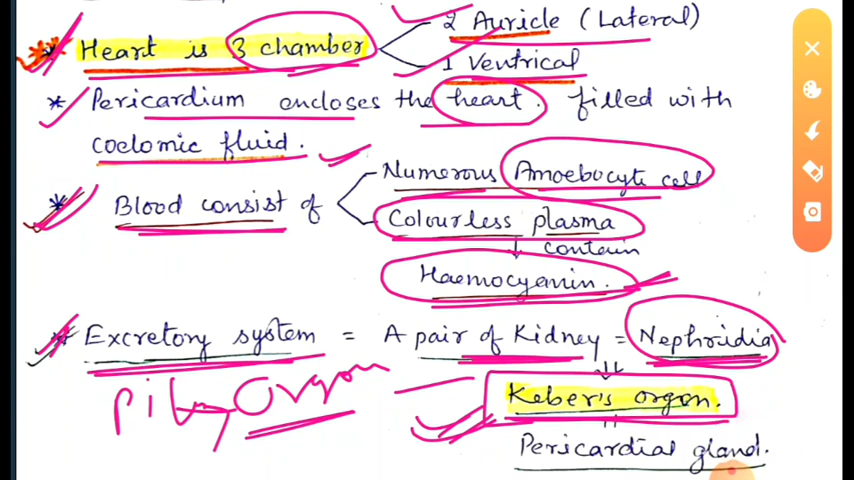 2 Auricle (Lateral)
* Heart is 3 chamber
1 Ventrical
* Pericardium encloses the heart. filled with
coelomic fluid.
Numerous Amoebocyte cell
* Blood consist of
Colourless plasma
↓ contain
Haemocyanin.
* Excretory system = A pair of Kidney = Nephridia
Keber's organ.
Organ
Pericardial gland.